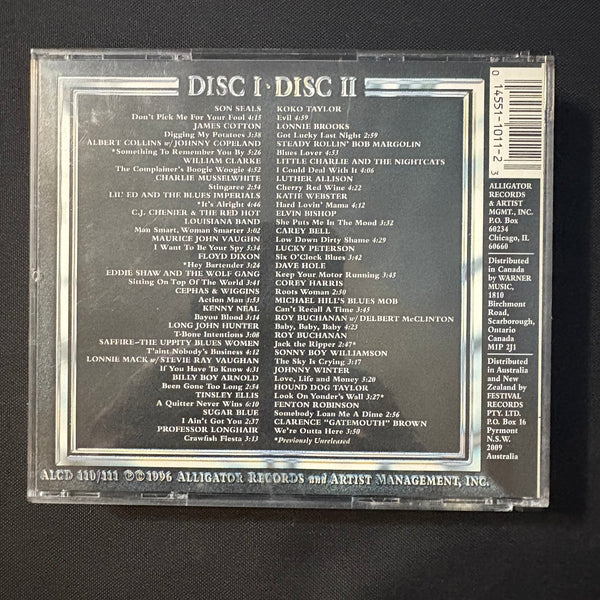 DISC I · DISC II
SON SEALS
Don't Pick Me For Your Fool 4:15
JAMES COTTON
Digging My Potatoes 3:38
ALBERT COLLINS w/ JOHNNY COPELAND
*Something To Remember You By 5:26
WILLIAM CLARKE
The Complainer's Boogie Woogie 4:52
CHARLIE MUSSELWHITE
Stingaree 2:54
LIL' ED AND THE BLUES IMPERIALS
*It's Alright 4:46
C.J. CHENIER & THE RED HOT
LOUISIANA BAND
Man Smart, Woman Smarter 3:02
MAURICE JOHN VAUGHN
I Want To Be Your Spy 3:34
FLOYD DIXON
*Hey Bartender 3:24
EDDIE SHAW AND THE WOLF GANG
Sitting On Top Of The World 3:41
CEPHAS & WIGGINS
Action Man 3:53
KENNY NEAL
Bayou Blood 3:14
LONG JOHN HUNTER
T-Bone Intentions 3:08
SAFFIRE–THE UPPITY BLUES WOMEN
T'aint Nobody's Business 4:12
LONNIE MACK w/ STEVIE RAY VAUGHAN
If You Have To Know 4:31
BILLY BOY ARNOLD
Been Gone Too Long 2:54
TINSLEY ELLIS
A Quitter Never Wins 6:10
SUGAR BLUE
I Ain't Got You 2:37
PROFESSOR LONGHAIR
Crawfish Fiesta 3:13
KOKO TAYLOR
Evil 4:59
LONNIE BROOKS
Got Lucky Last Night 2:59
STEADY ROLLIN' BOB MARGOLIN
Blues Lover 4:53
LITTLE CHARLIE AND THE NIGHTCATS
I Could Deal With It 4:06
LUTHER ALLISON
Cherry Red Wine 4:22
KATIE WEBSTER
Hard Lovin' Mama 4:10
ELVIN BISHOP
She Puts Me In The Mood 3:32
CAREY BELL
Low Down Dirty Shame 4:29
LUCKY PETERSON
Six O'Clock Blues 3:42
DAVE HOLE
Keep Your Motor Running 3:45
COREY HARRIS
Roots Woman 2:30
MICHAEL HILL'S BLUES MOB
Can't Recall A Time 3:49
ROY BUCHANAN w/ DELBERT McCLINTON
Baby, Baby, Baby 4:23
ROY BUCHANAN
Jack the Ripper 2:47*
SONNY BOY WILLIAMSON
The Sky Is Crying 3:17
JOHNNY WINTER
Love, Life and Money 3:20
HOUND DOG TAYLOR
Look On Yonder's Wall 3:27*
FENTON ROBINSON
Somebody Loan Me A Dime 2:56
CLARENCE "GATEMOUTH" BROWN
We're Outta Here 3:50
*Previously Unreleased
ALCD 110/111 ℗©1996 ALLIGATOR RECORDS and ARTIST MANAGEMENT, INC.
0 14551-1011-2 3
ALLIGATOR
RECORDS
& ARTIST
MGMT., INC.
P.O. Box
60234
Chicago, IL
60660
Distributed
in Canada
by WARNER
MUSIC,
1810
Birchmont
Road,
Scarborough,
Ontario
Canada
M1P 2J1
Distributed
in Australia
and New
Zealand by
FESTIVAL
RECORDS
PTY. LTD.
P.O. Box 16
Pyrmont
N.S.W.
2009
Australia